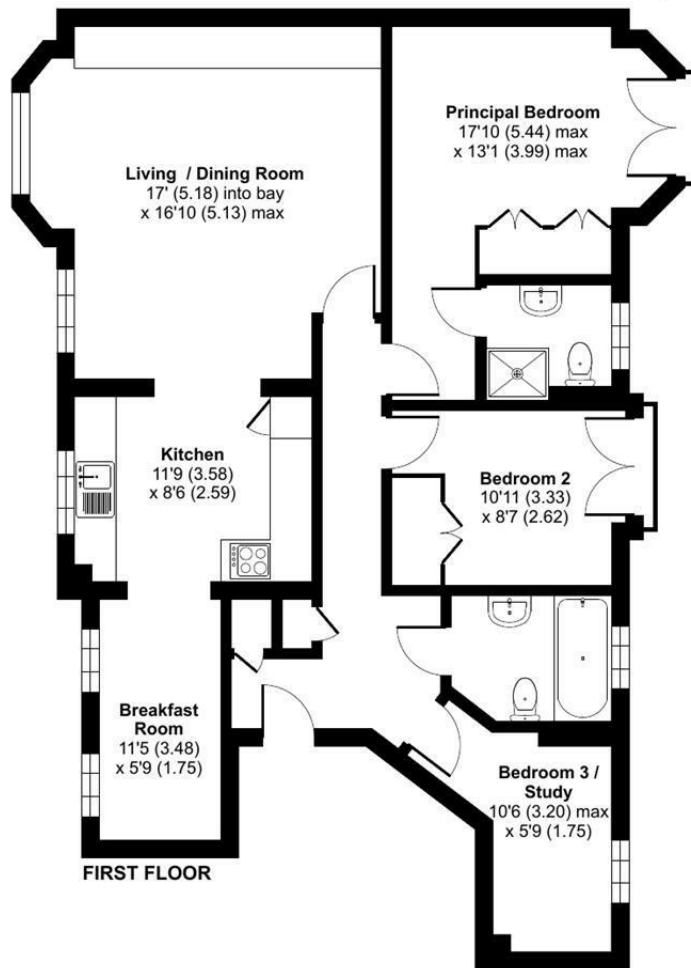 Principal Bedroom
17'10 (5.44) max
x 13'1 (3.99) max
Living / Dining Room
17' (5.18) into bay
x 16'10 (5.13) max
Kitchen
11'9 (3.58)
x 8'6 (2.59)
Bedroom 2
10'11 (3.33)
x 8'7 (2.62)
Breakfast
Room
11'5 (3.48)
x 5'9 (1.75)
Bedroom 3 /
Study
10'6 (3.20) max
x 5'9 (1.75)
FIRST FLOOR